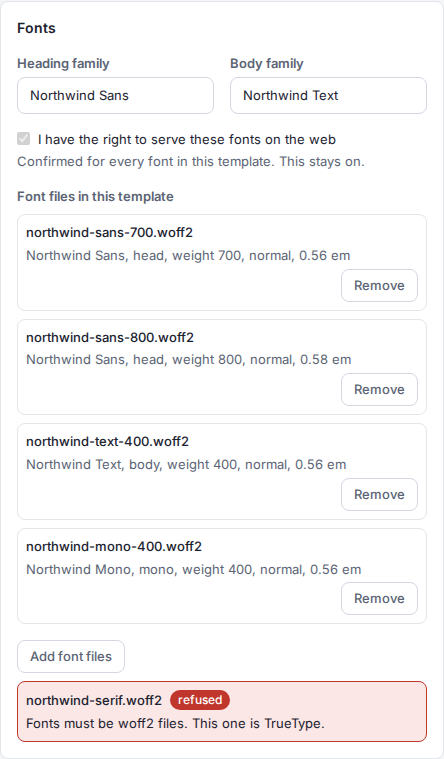 Fonts
Heading family
Body family
Northwind Sans
Northwind Text
I have the right to serve these fonts on the web
Confirmed for every font in this template. This stays on.
Font files in this template
northwind-sans-700.woff2
Northwind Sans, head, weight 700, normal, 0.56 em
Remove
northwind-sans-800.woff2
Northwind Sans, head, weight 800, normal, 0.58 em
Remove
northwind-text-400.woff2
Northwind Text, body, weight 400, normal, 0.56 em
Remove
northwind-mono-400.woff2
Northwind Mono, mono, weight 400, normal, 0.56 em
Remove
Add font files
northwind-serif.woff2 refused
Fonts must be woff2 files. This one is TrueType.